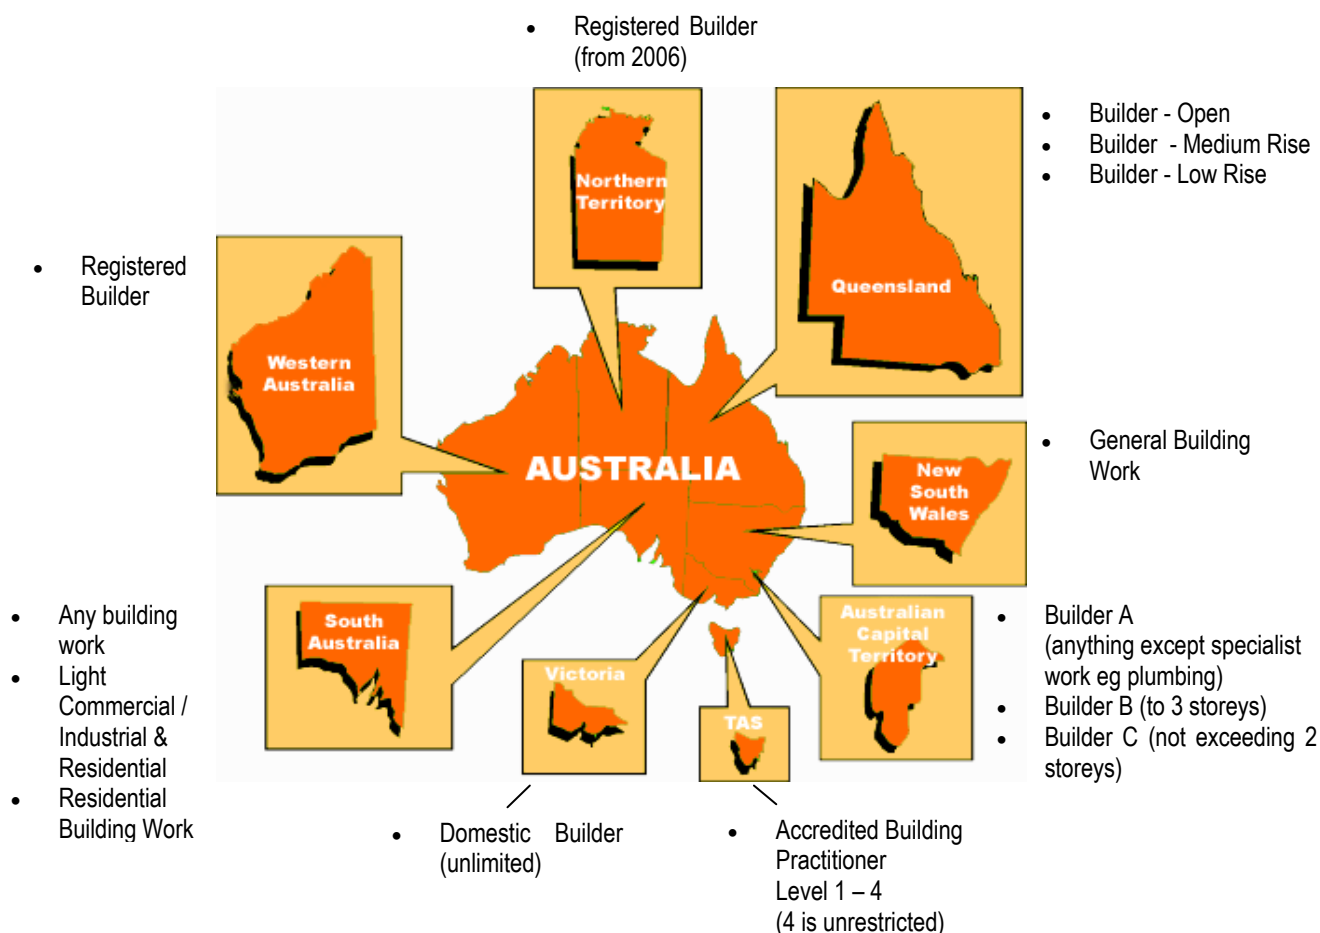 • Registered Builder
(from 2006)
• Builder - Open
• Builder - Medium Rise
• Builder - Low Rise
Northern
Territory
Queensland
• Registered
Builder
Western
Australia
AUSTRALIA
New
South
Wales
• General Building
Work
• Any building
work
• Light
Commercial /
Industrial &
Residential
• Residential
Building Work
South
Australia
Victoria
TAS
Australian
Capital
Territory
• Builder A
(anything except specialist
work eg plumbing)
• Builder B (to 3 storeys)
• Builder C (not exceeding 2
storeys)
• Domestic Builder
(unlimited)
• Accredited Building
Practitioner
Level 1 – 4
(4 is unrestricted)